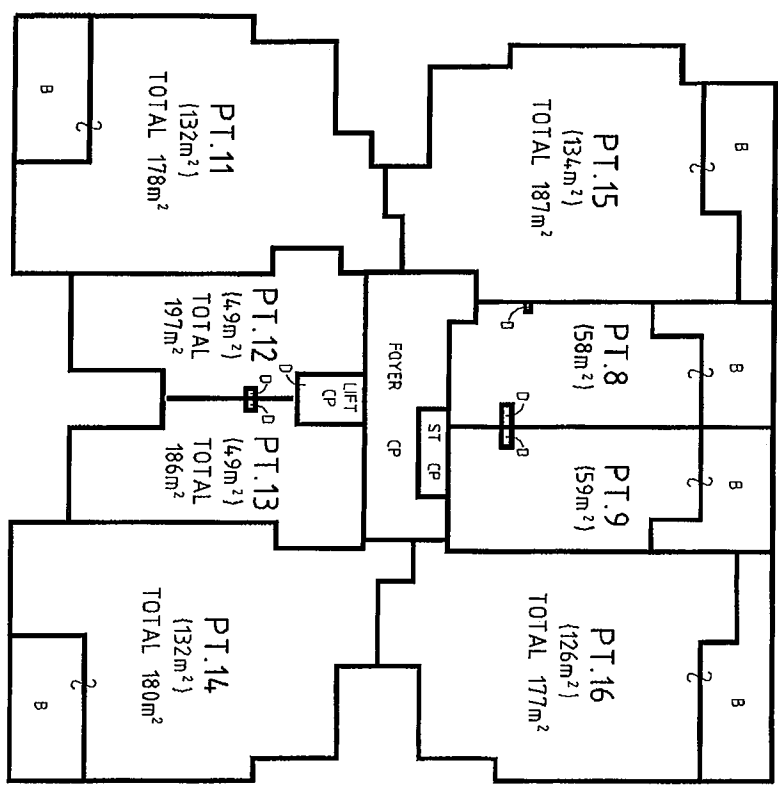 B
PT.11
(132m²)
TOTAL 178m²
PT.15
(134m²)
TOTAL 187m²
B
PT.12
(49m²)
TOTAL
197m²
D
D
D
LIFT
CP
FOYER
CP
ST
CP
D
PT.8
(58m²)
B
D
D
PT.13
(49m²)
TOTAL
186m²
PT.9
(59m²)
B
PT.14
(132m²)
TOTAL 180m²
B
PT.16
(126m²)
TOTAL 177m²
B